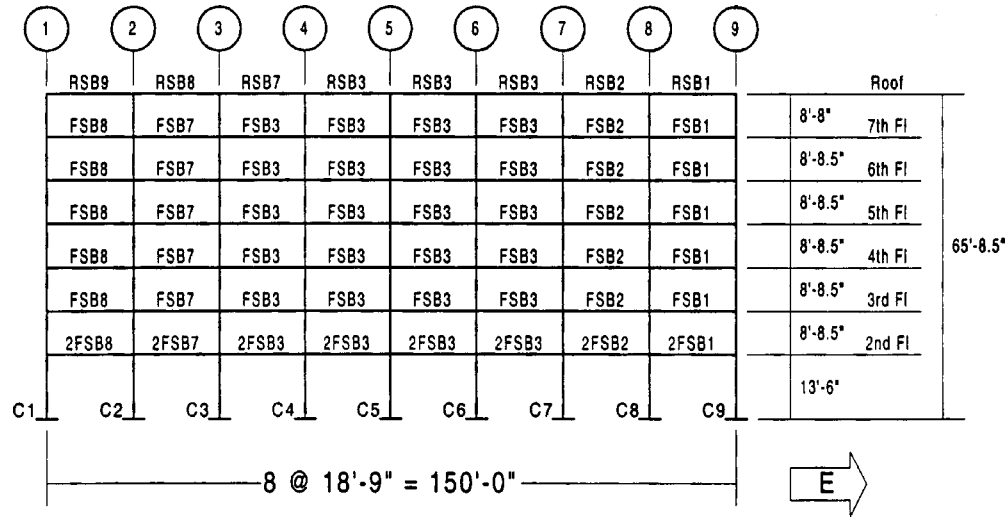 1 2 3 4 5 6 7 8 9
RSB9 RSB8 RSB7 RSB3 RSB3 RSB3 RSB2 RSB1 Roof
FSB8 FSB7 FSB3 FSB3 FSB3 FSB3 FSB2 FSB1 8'-8" 7th Fl
FSB8 FSB7 FSB3 FSB3 FSB3 FSB3 FSB2 FSB1 8'-8.5" 6th Fl
FSB8 FSB7 FSB3 FSB3 FSB3 FSB3 FSB2 FSB1 8'-8.5" 5th Fl
FSB8 FSB7 FSB3 FSB3 FSB3 FSB3 FSB2 FSB1 8'-8.5" 4th Fl 65'-8.5"
FSB8 FSB7 FSB3 FSB3 FSB3 FSB3 FSB2 FSB1 8'-8.5" 3rd Fl
2FSB8 2FSB7 2FSB3 2FSB3 2FSB3 2FSB3 2FSB2 2FSB1 8'-8.5" 2nd Fl
13'-6"
C1 C2 C3 C4 C5 C6 C7 C8 C9
8 @ 18'-9" = 150'-0" E